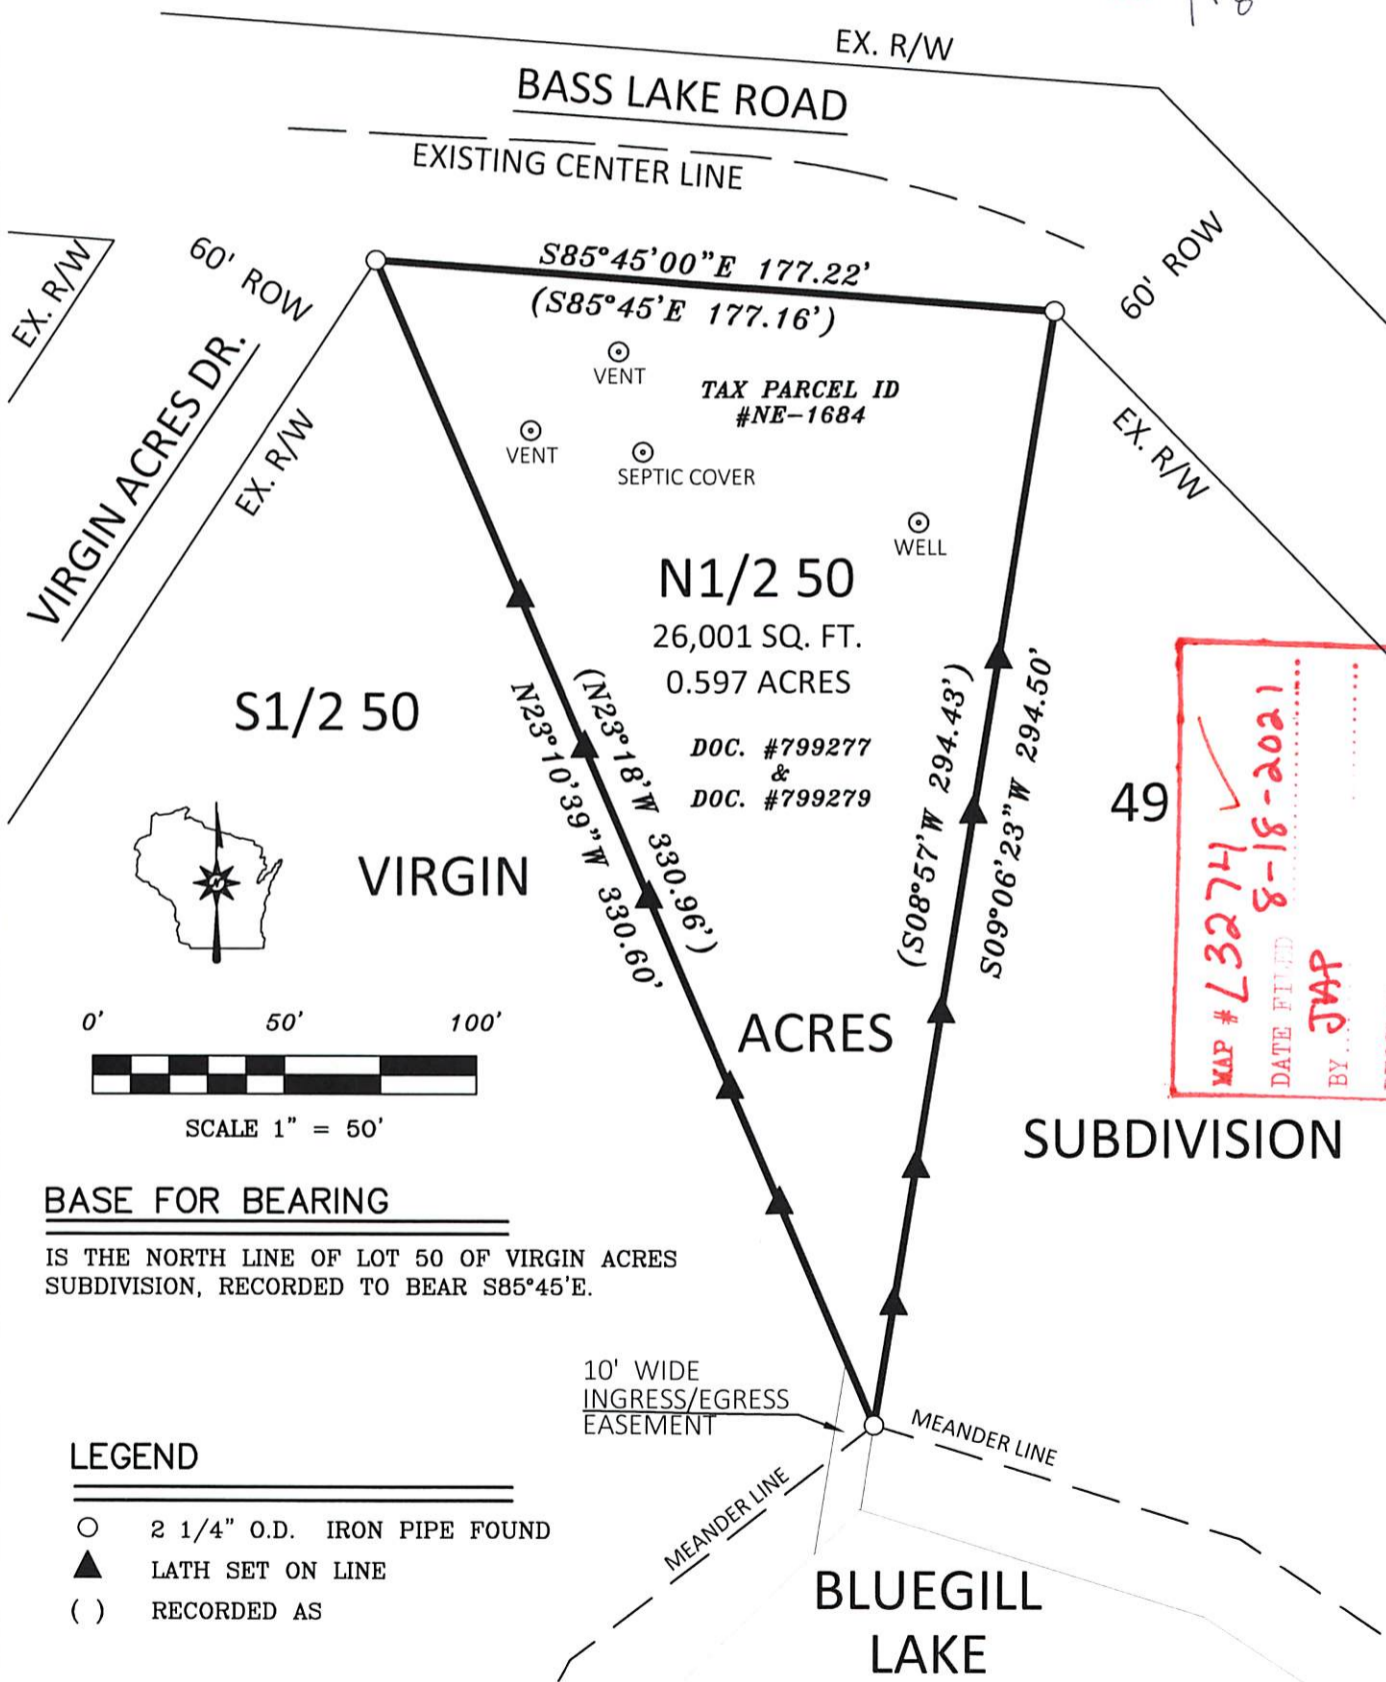 EX. R/W
BASS LAKE ROAD
EXISTING CENTER LINE
60' ROW
60' ROW
EX. R/W
S85°45'00"E 177.22'
(S85°45'E 177.16')
VIRGIN ACRES DR.
EX. R/W
EX. R/W
VENT
TAX PARCEL ID
#NE-1684
VENT
SEPTIC COVER
WELL
N1/2 50
26,001 SQ. FT.
0.597 ACRES
DOC. #799277
&
DOC. #799279
S1/2 50
(N23°18'W 330.96')
N23°10'39"W 330.60'
(S08°57'W 294.43')
S09°06'23"W 294.50'
49
MAP # L3274
DATE FILED 8-18-2021
BY JWP
VIRGIN
ACRES
SUBDIVISION
0' 50' 100'
SCALE 1" = 50'
BASE FOR BEARING
IS THE NORTH LINE OF LOT 50 OF VIRGIN ACRES
SUBDIVISION, RECORDED TO BEAR S85°45'E.
10' WIDE
INGRESS/EGRESS
EASEMENT
MEANDER LINE
MEANDER LINE
LEGEND
2 1/4" O.D. IRON PIPE FOUND
LATH SET ON LINE
( ) RECORDED AS
BLUEGILL
LAKE